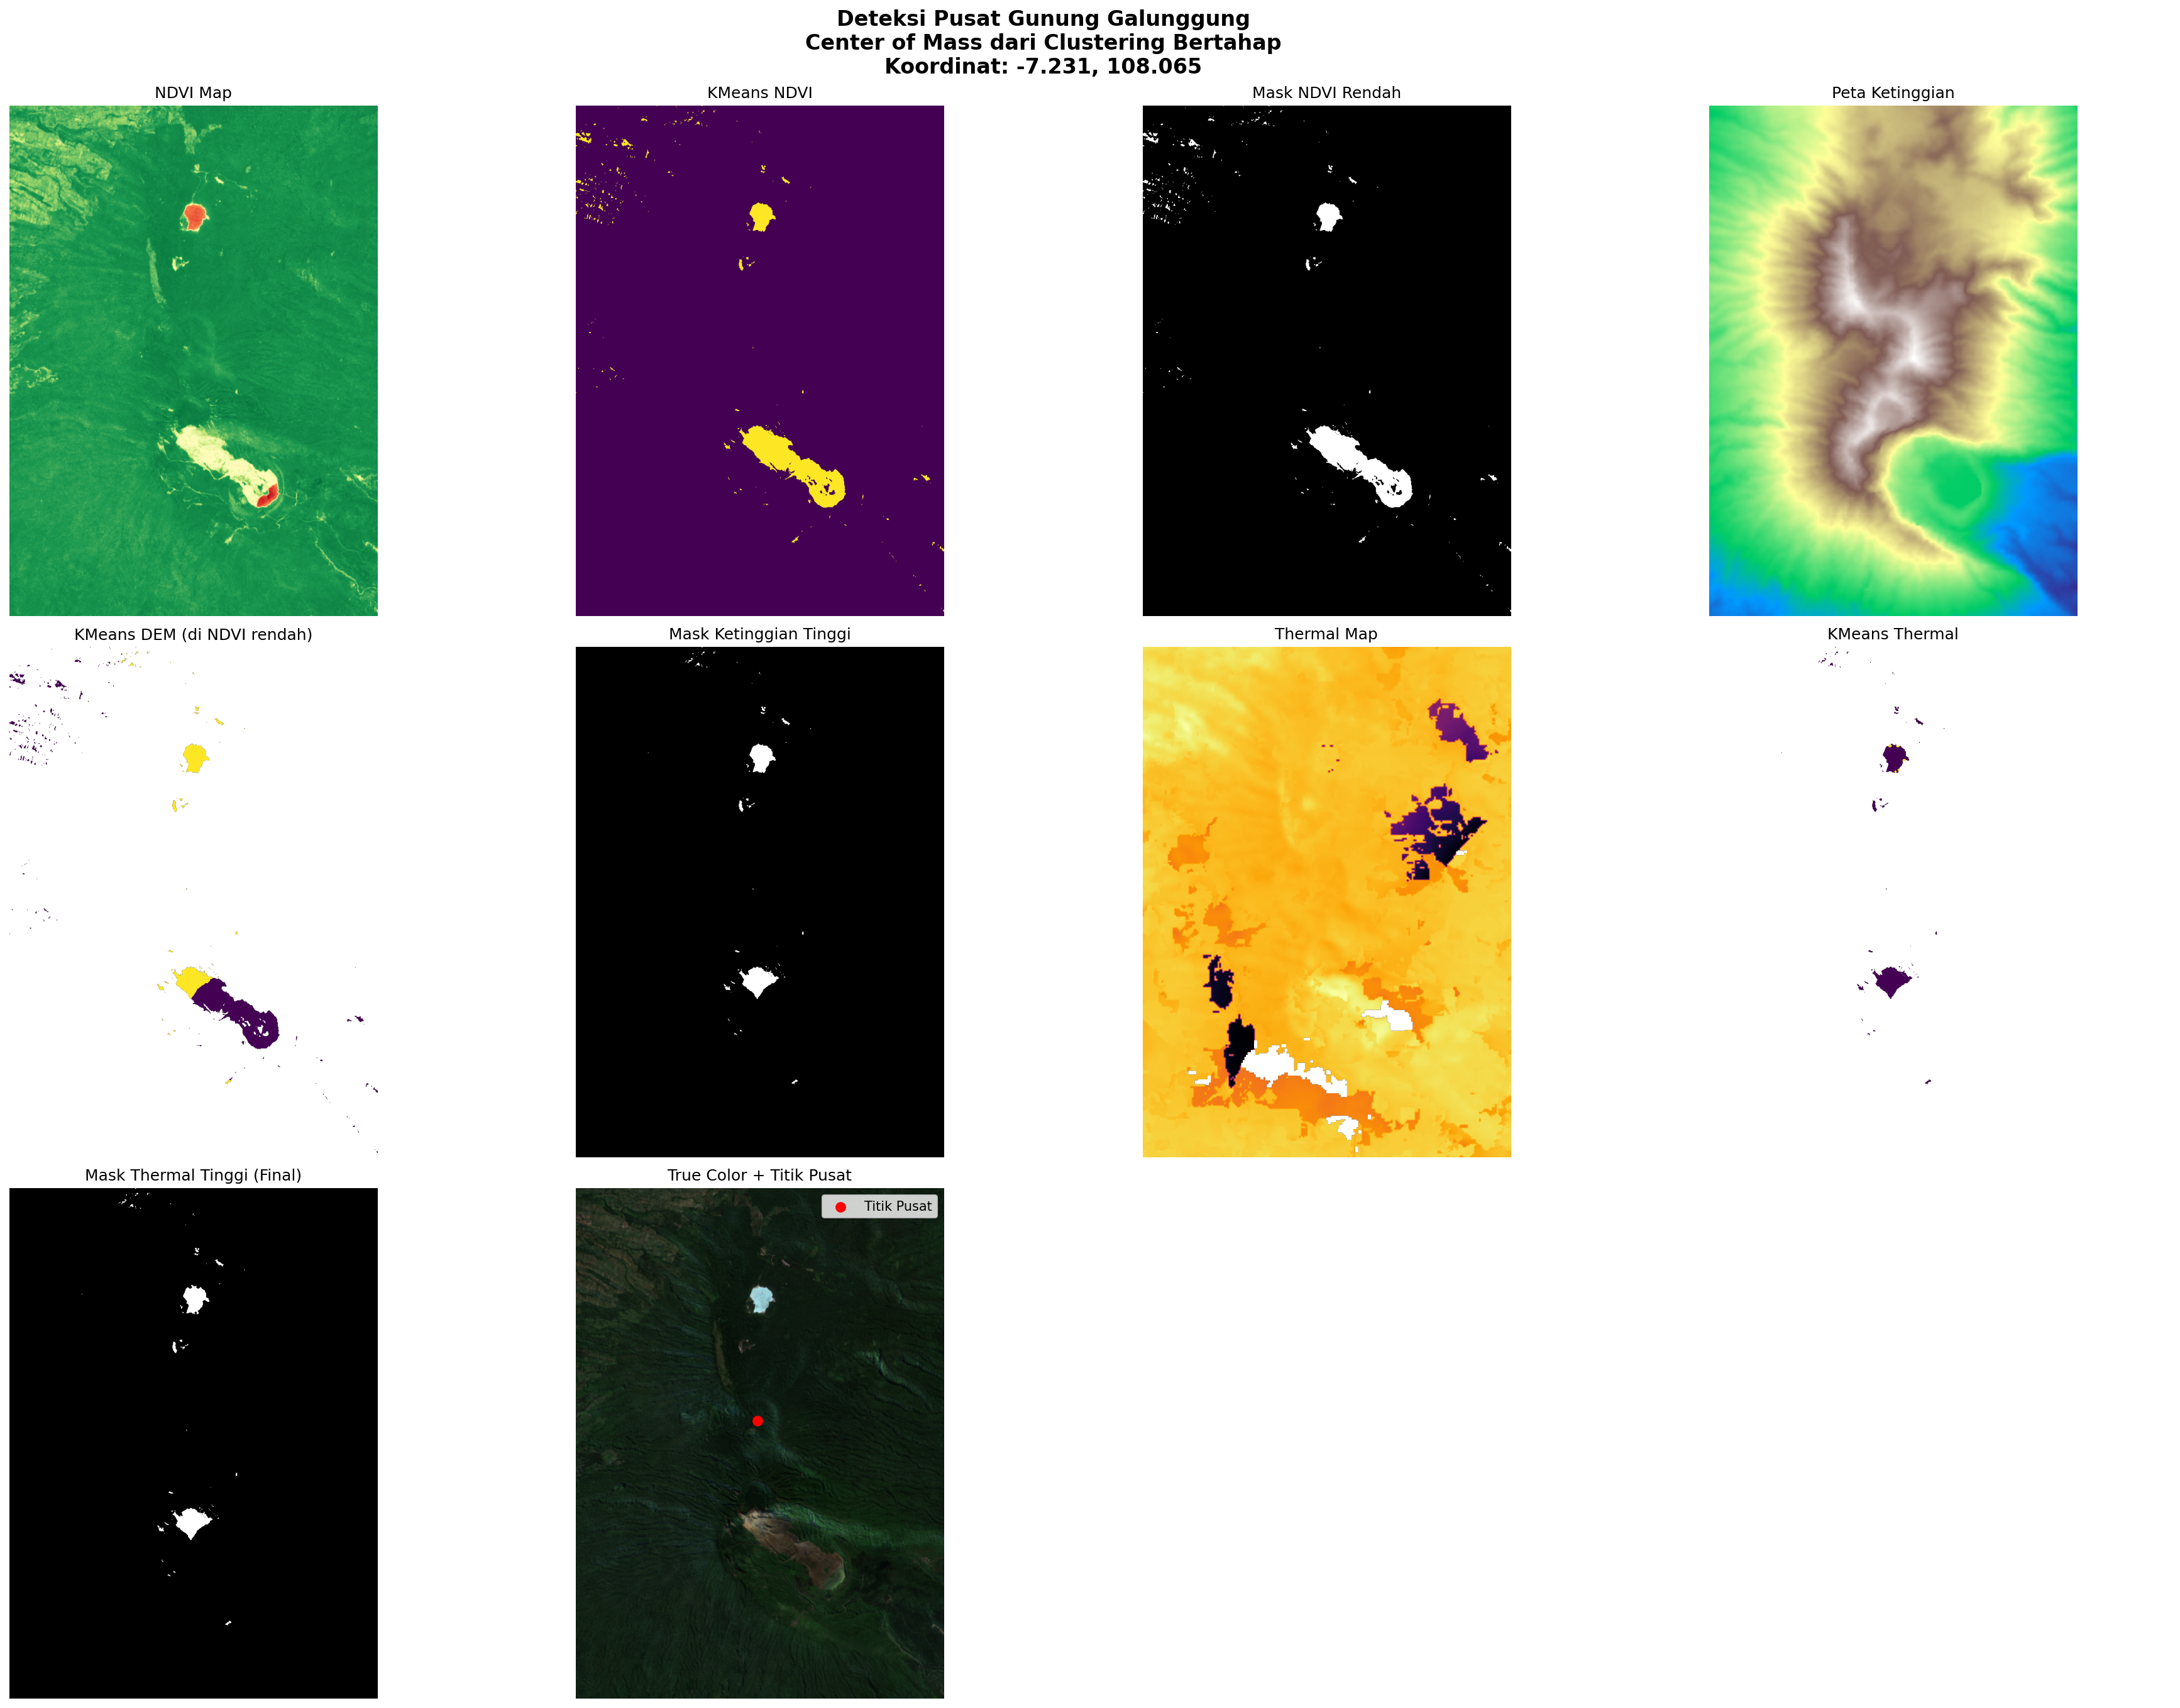 Deteksi Pusat Gunung Galunggung
Center of Mass dari Clustering Bertahap
Koordinat: -7.231, 108.065
NDVI Map
KMeans NDVI
Mask NDVI Rendah
Peta Ketinggian
KMeans DEM (di NDVI rendah)
Mask Ketinggian Tinggi
Thermal Map
KMeans Thermal
Mask Thermal Tinggi (Final)
True Color + Titik Pusat
Titik Pusat